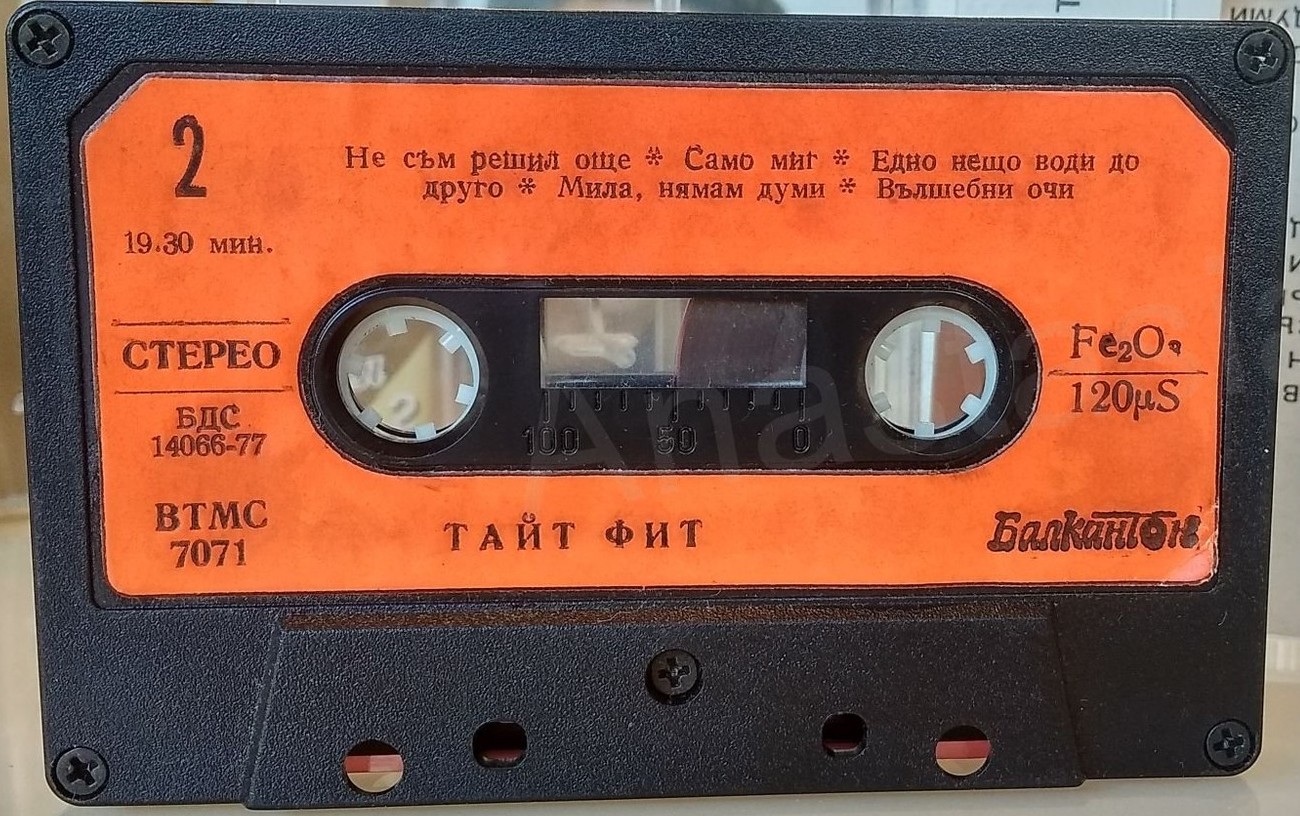 2
Не съм решил още * Само миг * Едно нещо води до
друго * Мила, нямам думи * Вълшебни очи
19.30 мин.
СТЕРЕО
БДС
14066-77
ВТМС
7071
100 50 0
Fe₂O₃
120μS
ТАЙТ ФИТ
Балкантон